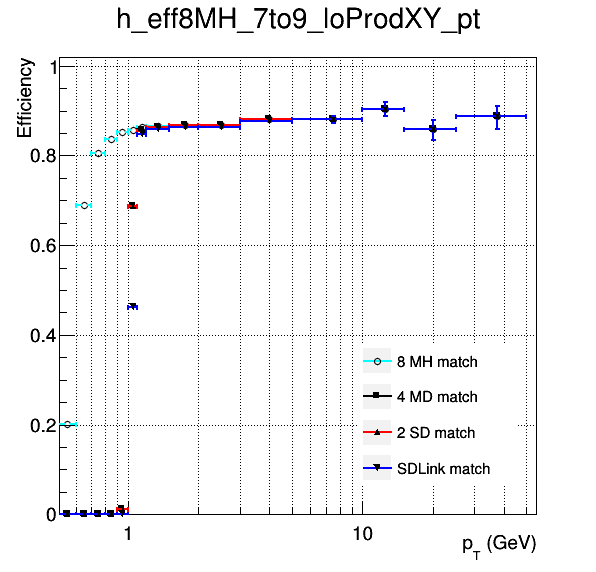 h_eff8MH_7to9_loProdXY_pt
Efficiency
1
0.8
0.6
0.4
0.2
0
8 MH match
4 MD match
2 SD match
SDLink match
1
10
p_T (GeV)